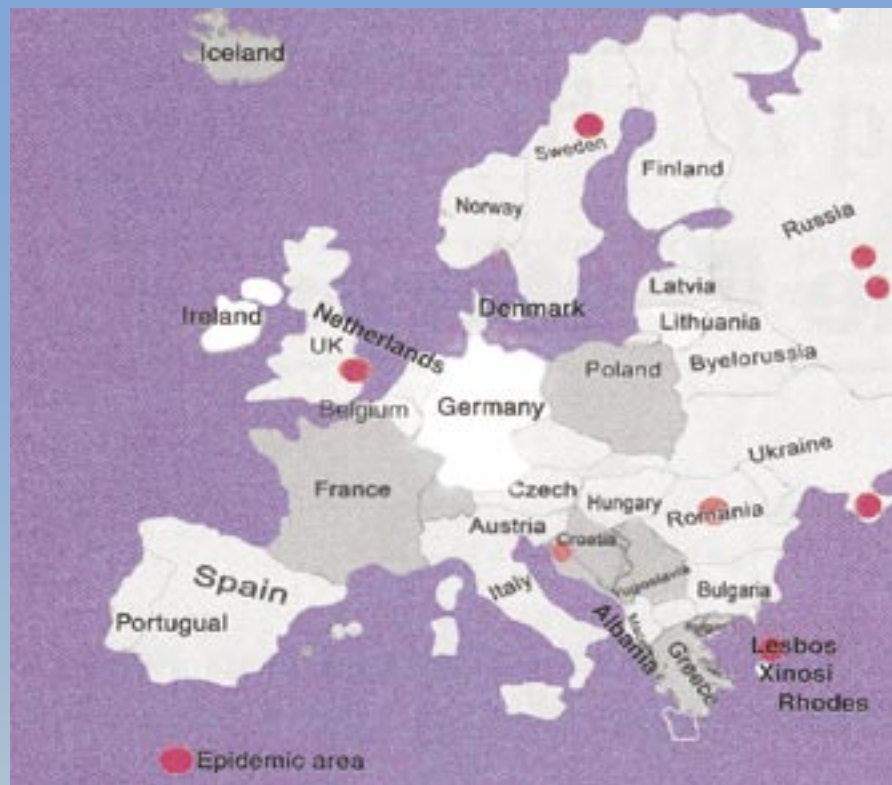 Iceland
Sweden
Finland
Norway
Russia
Latvia
Denmark
Ireland
Netherlands
Lithuania
UK
Byelorussia
Poland
Belgium
Germany
Ukraine
France
Czech
Hungary
Romania
Austria
Croatia
Spain
Italy
Yugoslavia
Bulgaria
Portugual
Albania
Greece
Lesbos
Xinosi
Rhodes
Epidemic area